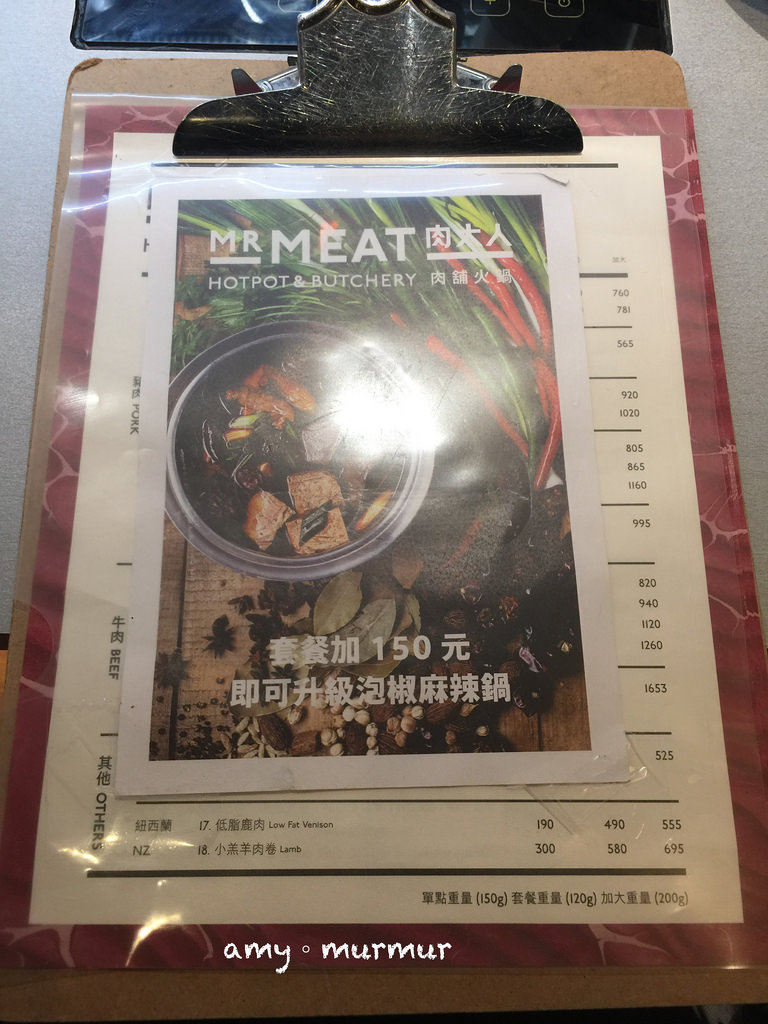 MR MEAT 肉大人
HOTPOT & BUTCHERY 肉舖火鍋
套餐加 150 元
即可升級泡椒麻辣鍋
加大
760
781
565
豬肉 PORK
920
1020
805
865
1160
995
牛肉 BEEF
820
940
1120
1260
1653
其他 OTHERS
525
紐西蘭 17. 低脂鹿肉 Low Fat Venison 190 490 555
NZ 18. 小羔羊肉卷 Lamb 300 580 695
單點重量 (150g) 套餐重量 (120g) 加大重量 (200g)
amy。murmur